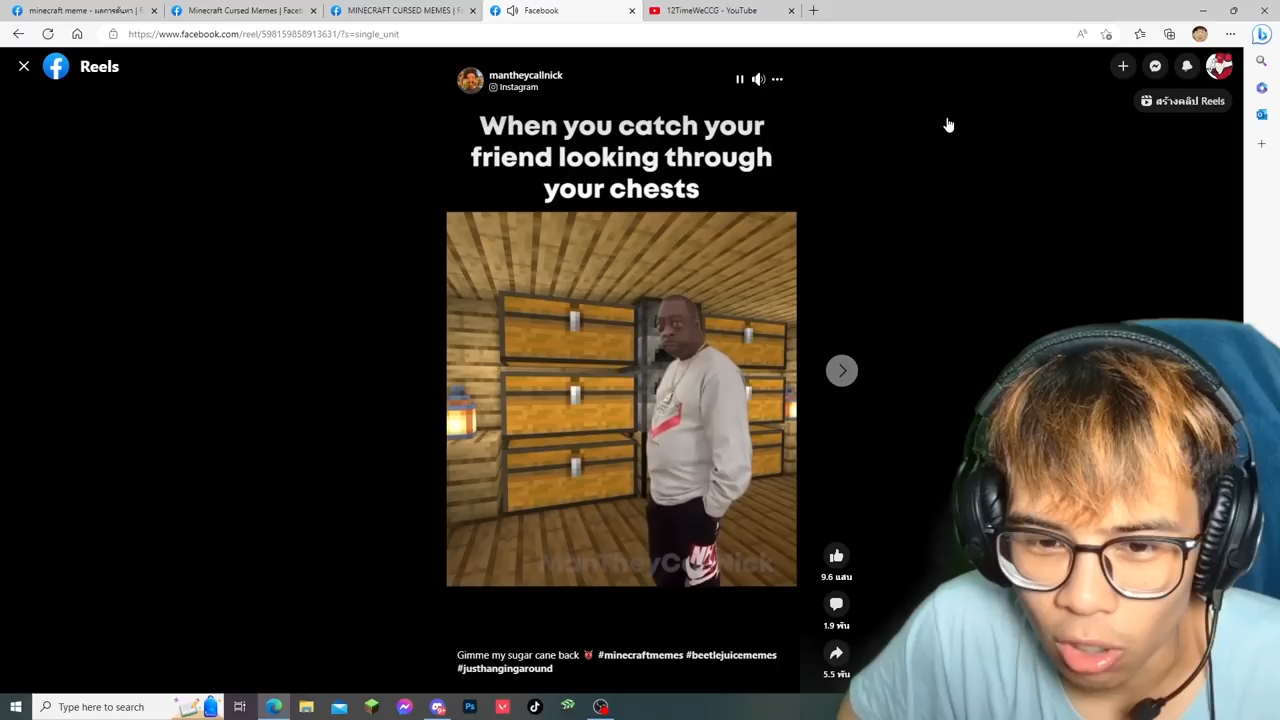 minecraft meme - ผลการค้นหา | F
Minecraft Cursed Memes | Faceb
MINECRAFT CURSED MEMES | Fa
Facebook
12TimeWeCCG - YouTube
https://www.facebook.com/reel/598159858913631/?s=single_unit
Reels
mantheycallnick
Instagram
สร้างคลิป Reels
When you catch your
friend looking through
your chests
ManTheyCallNick
9.6 แสน
1.9 พัน
5.5 พัน
Gimme my sugar cane back #minecraftmemes #beetlejuicememes
#justhangingaround
Type here to search